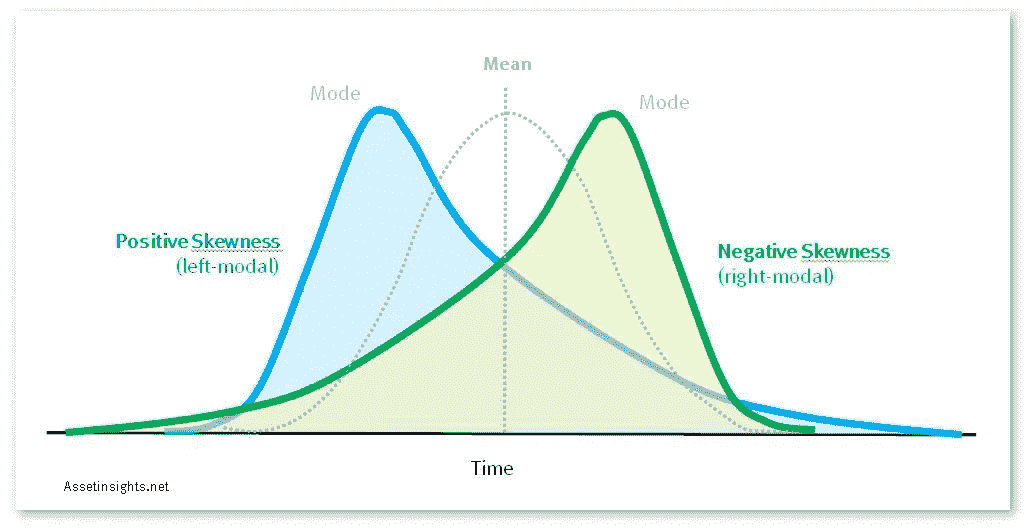 Mean
Mode
Mode
Positive Skewness
(left-modal)
Negative Skewness
(right-modal)
Time
Assetinsights.net